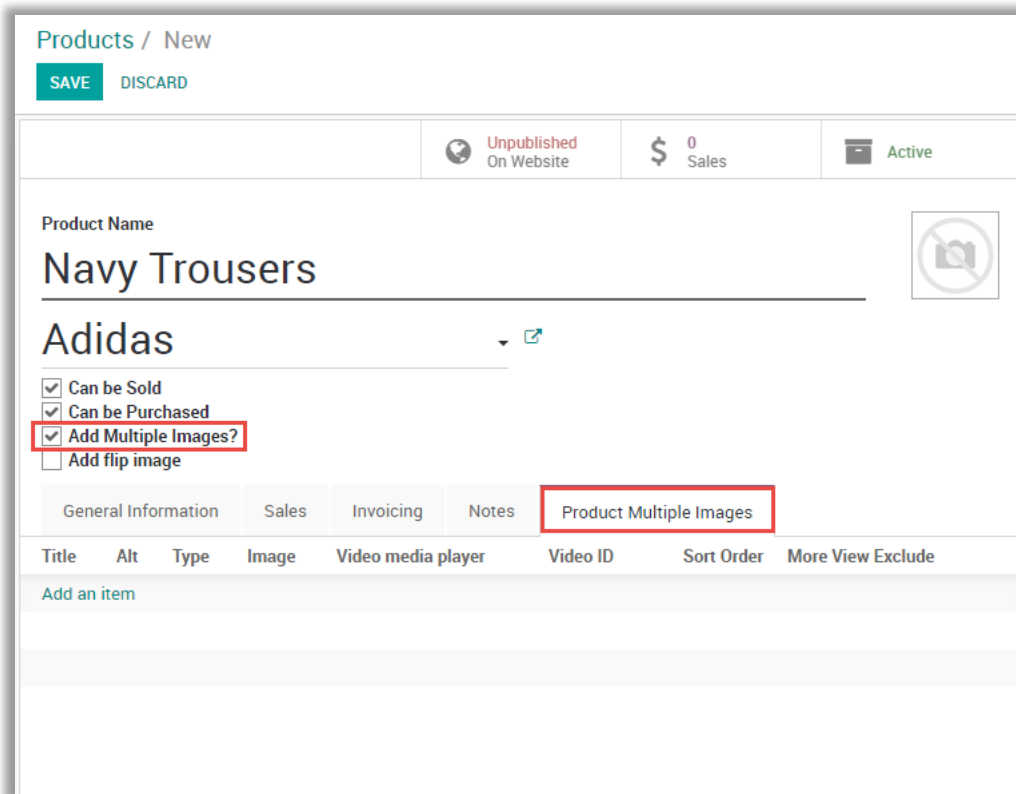 Products / New
SAVE DISCARD
Unpublished
On Website
0
Sales
Active
Product Name
Navy Trousers
Adidas
Can be Sold
Can be Purchased
Add Multiple Images?
Add flip image
General Information Sales Invoicing Notes Product Multiple Images
Title Alt Type Image Video media player Video ID Sort Order More View Exclude
Add an item